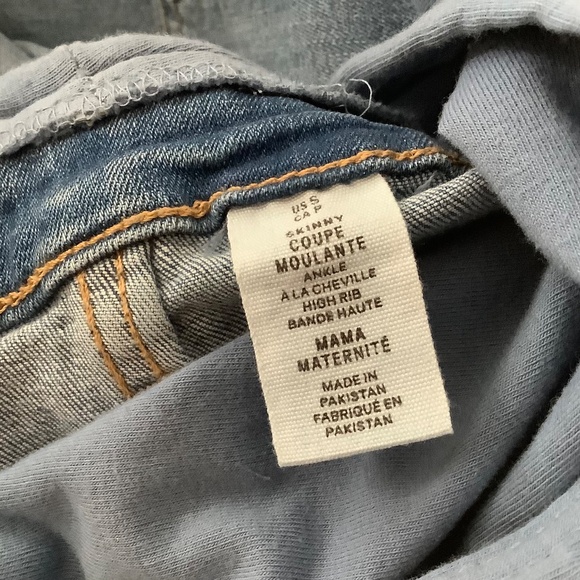 US S
CA P
SKINNY
COUPE
MOULANTE
ANKLE
À LA CHEVILLE
HIGH RIB
BANDE HAUTE
MAMA
MATERNITÉ
MADE IN
PAKISTAN
FABRIQUÉ EN
PAKISTAN